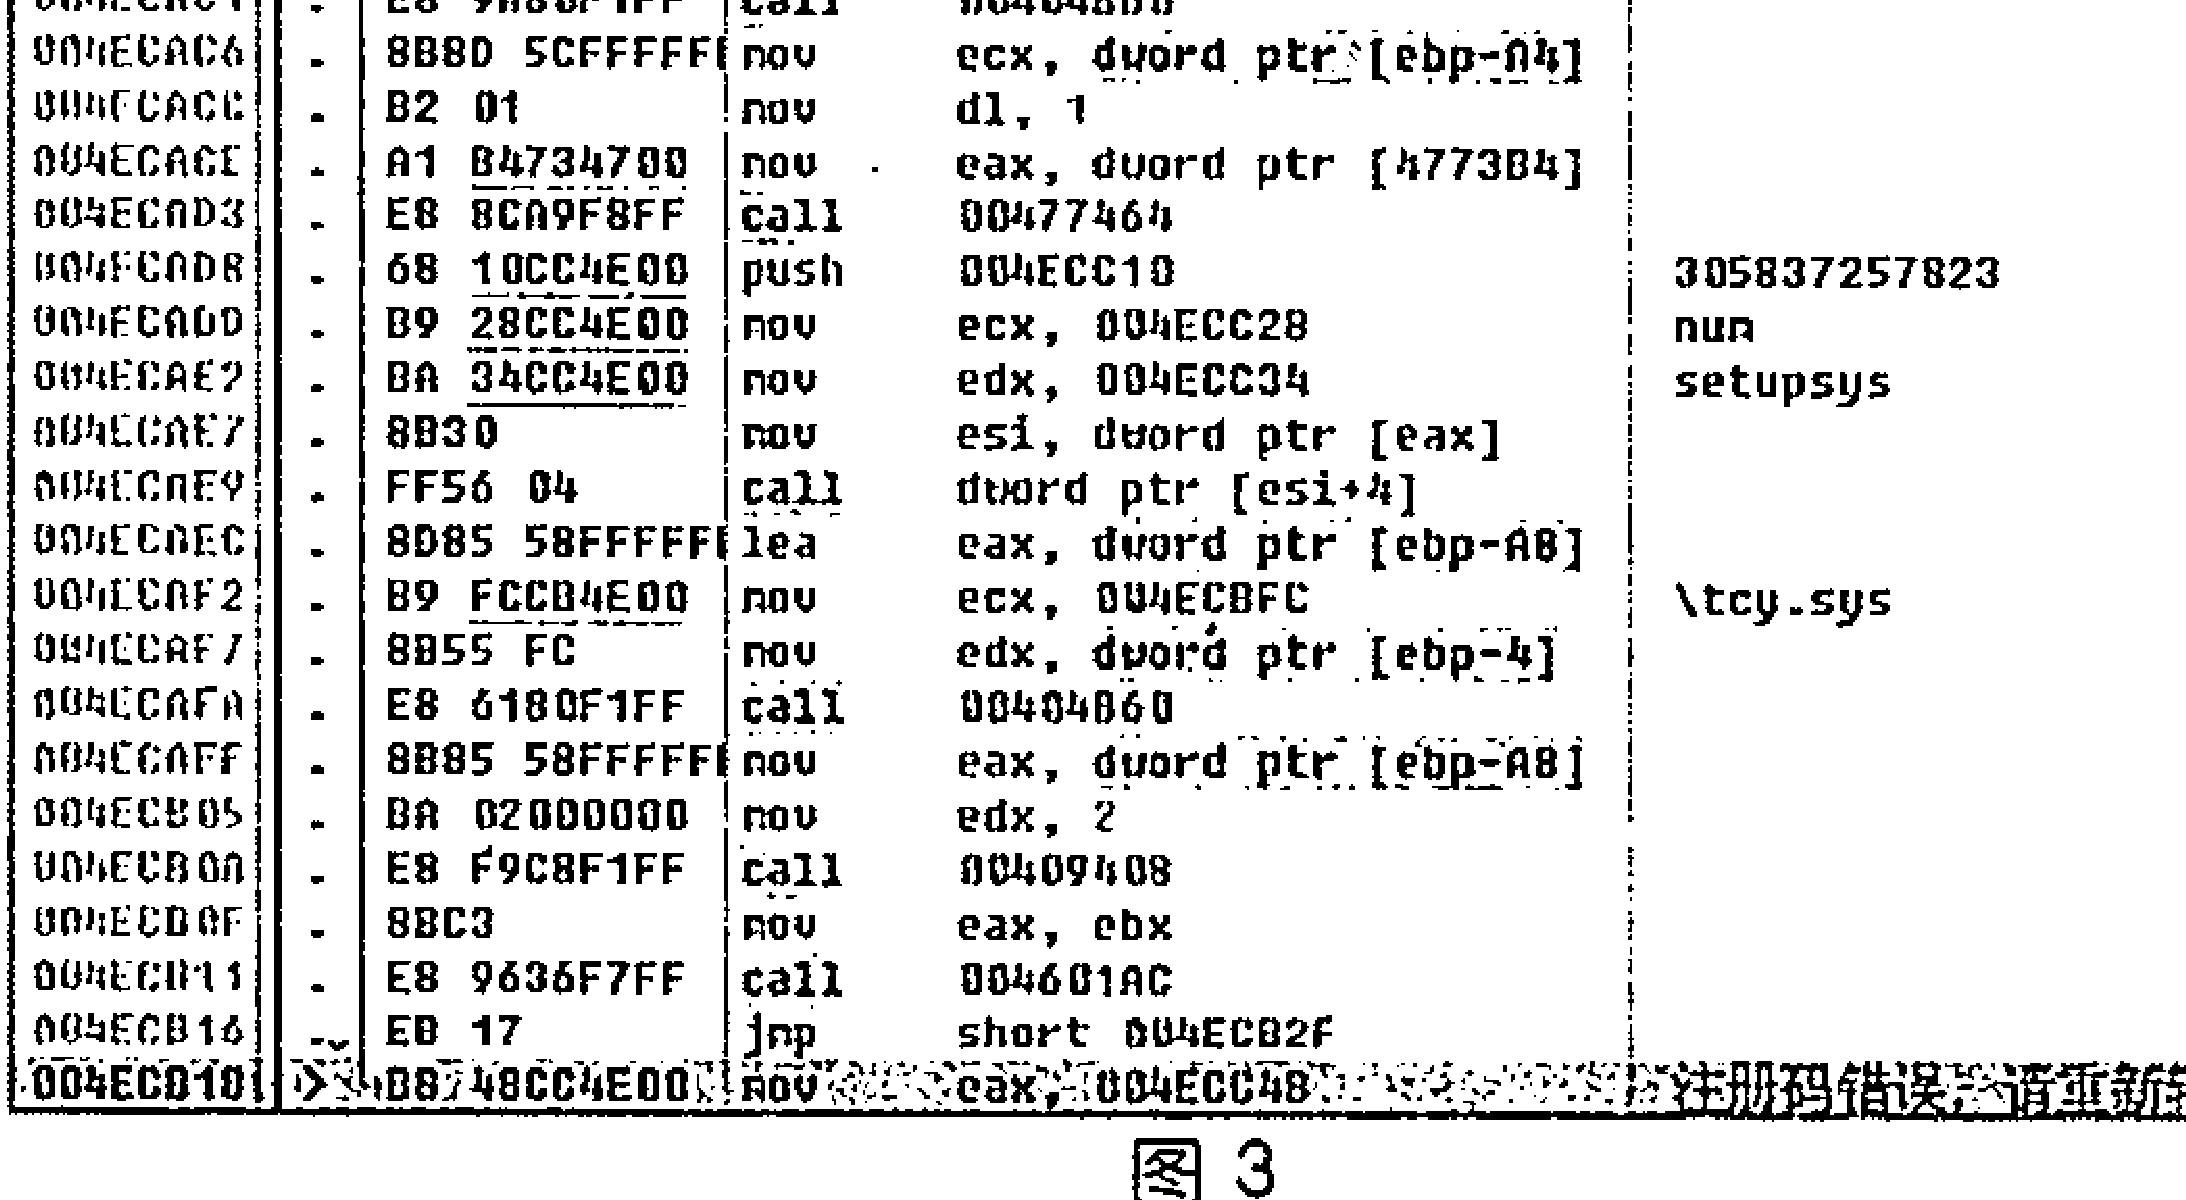 004ECAC6 . 8B8D 5CFFFFFF mov ecx, dword ptr [ebp-A4]
004ECACC . B2 01 mov dl, 1
004ECACE . A1 B4734700 mov eax, dword ptr [4773B4]
004ECAD3 . E8 8CA9F8FF call 00477464
004ECAD8 . 68 10CC4E00 push 004ECC10 305837257823
004ECADD . B9 28CC4E00 mov ecx, 004ECC28 num
004ECAE2 . BA 34CC4E00 mov edx, 004ECC34 setupsys
004ECAE7 . 8B30 mov esi, dword ptr [eax]
004ECAE9 . FF56 04 call dword ptr [esi+4]
004ECAEC . 8D85 58FFFFFF lea eax, dword ptr [ebp-A8]
004ECAF2 . B9 FCCB4E00 mov ecx, 004ECBFC \tcy.sys
004ECAF7 . 8B55 FC mov edx, dword ptr [ebp-4]
004ECAFA . E8 6180F1FF call 00404B60
004ECAFF . 8B85 58FFFFFF mov eax, dword ptr [ebp-A8]
004ECB05 . BA 02000000 mov edx, 2
004ECB0A . E8 F9C8F1FF call 00409408
004ECB0F . 8BC3 mov eax, ebx
004ECB11 . E8 9636F7FF call 004601AC
004ECB16 . EB 17 jmp short 004ECB2F
004ECB18 > B8 48CC4E00 mov eax, 004ECC48 注册码错误 请重新
图 3